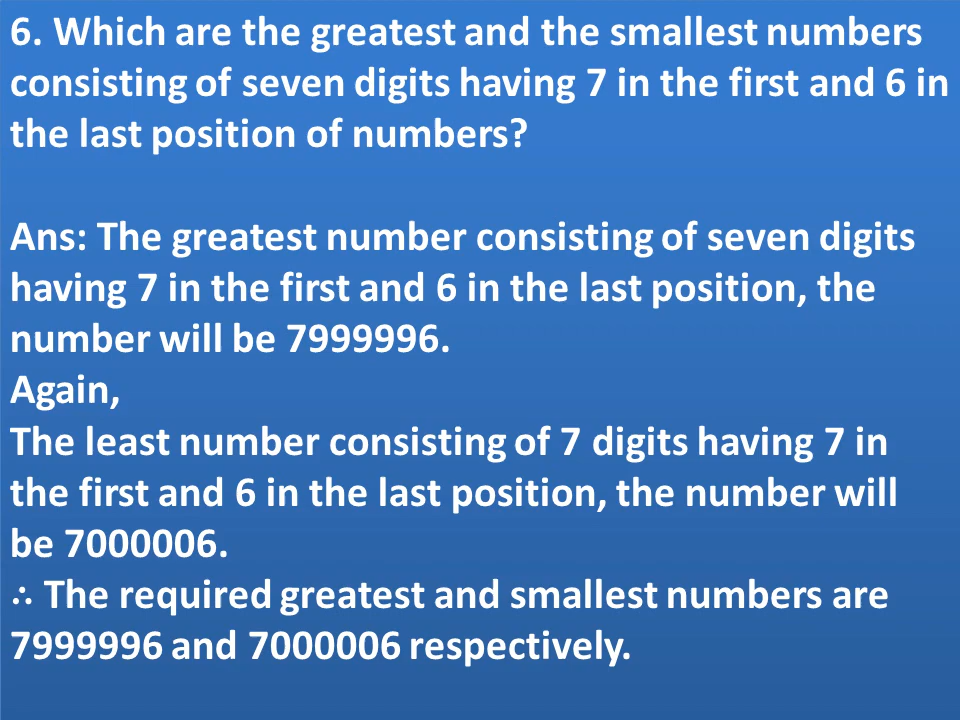 6. Which are the greatest and the smallest numbers
consisting of seven digits having 7 in the first and 6 in
the last position of numbers?
Ans: The greatest number consisting of seven digits
having 7 in the first and 6 in the last position, the
number will be 7999996.
Again,
The least number consisting of 7 digits having 7 in
the first and 6 in the last position, the number will
be 7000006.
∴ The required greatest and smallest numbers are
7999996 and 7000006 respectively.